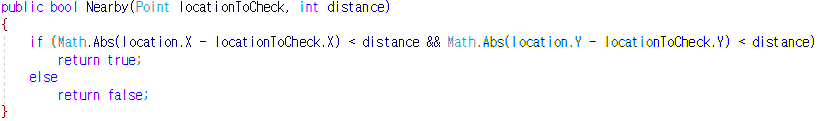 public bool Nearby(Point locationToCheck, int distance)
{
if (Math.Abs(location.X - locationToCheck.X) < distance && Math.Abs(location.Y - locationToCheck.Y) < distance)
return true;
else
return false;
}